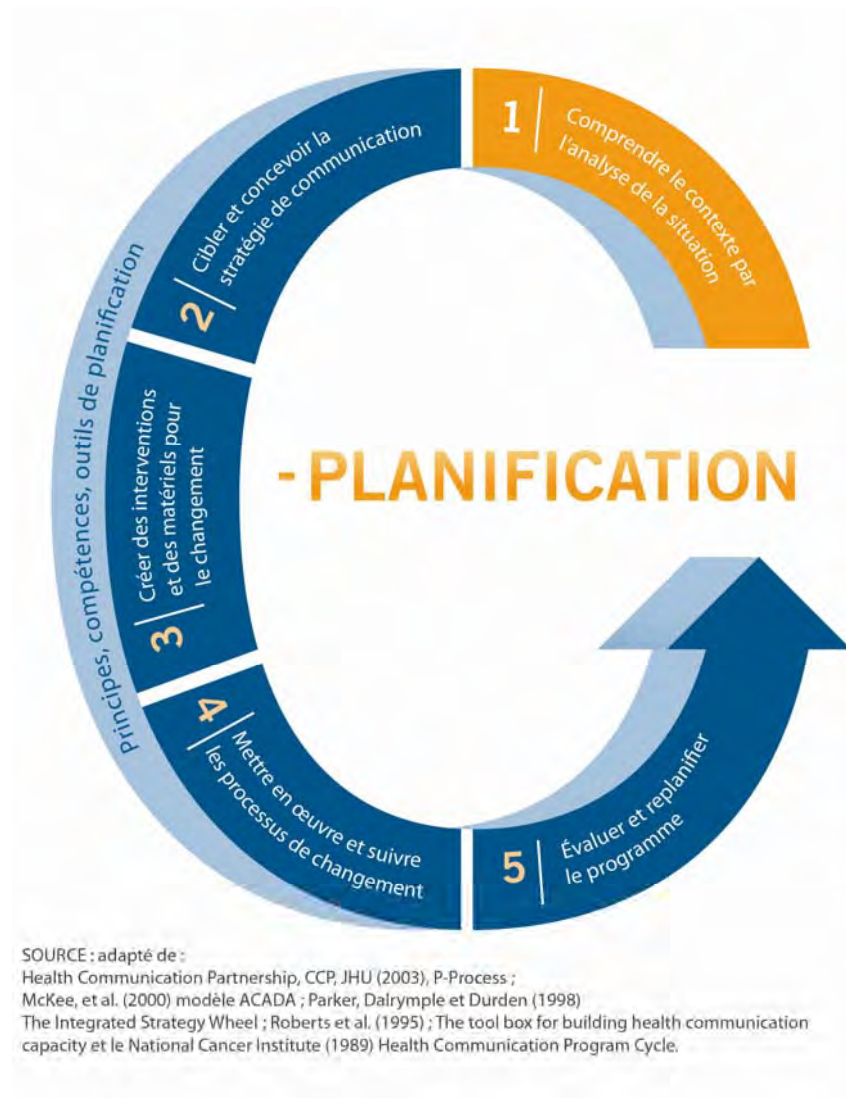 1
Comprendre le contexte par
l'analyse de la situation
2
Cibler et concevoir la
stratégie de communication
3
Créer des interventions
et des matériels pour
le changement
4
Mettre en œuvre et suivre
les processus de changement
5
Évaluer et replanifier
le programme
Principes, compétences, outils de planification
- PLANIFICATION
SOURCE : adapté de :
Health Communication Partnership, CCP, JHU (2003), P-Process ;
McKee, et al. (2000) modèle ACADA ; Parker, Dalrymple et Durden (1998)
The Integrated Strategy Wheel ; Roberts et al. (1995) ; The tool box for building health communication
capacity et le National Cancer Institute (1989) Health Communication Program Cycle.